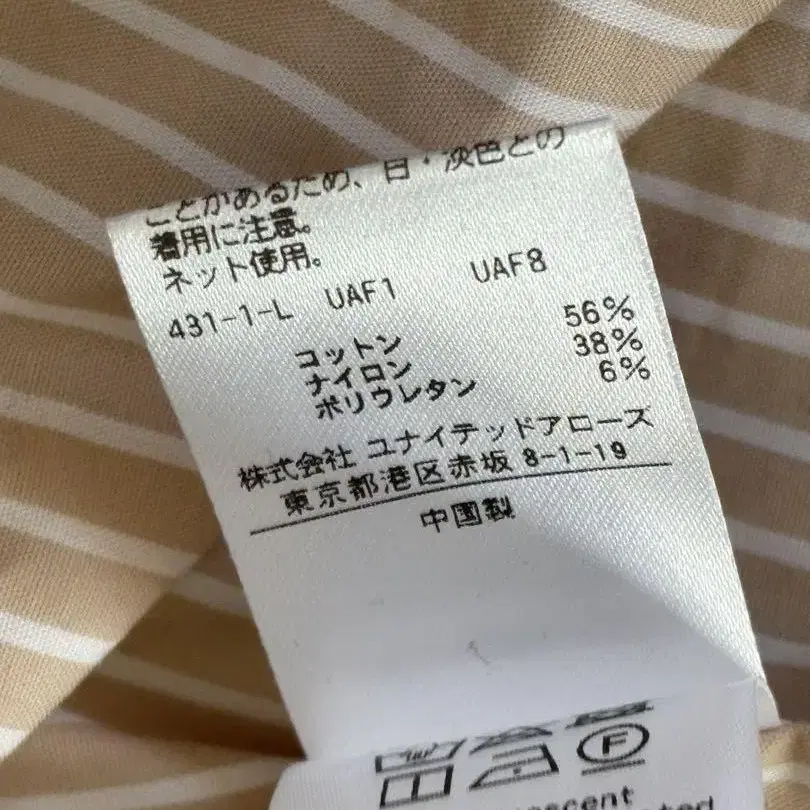 ことがあるため、白・淡色との
着用に注意。
ネット使用。
431-1-L UAF1 UAF8
コットン 56%
ナイロン 38%
ポリウレタン 6%
株式会社 ユナイテッドアローズ
東京都港区赤坂 8-1-19
中国製
F